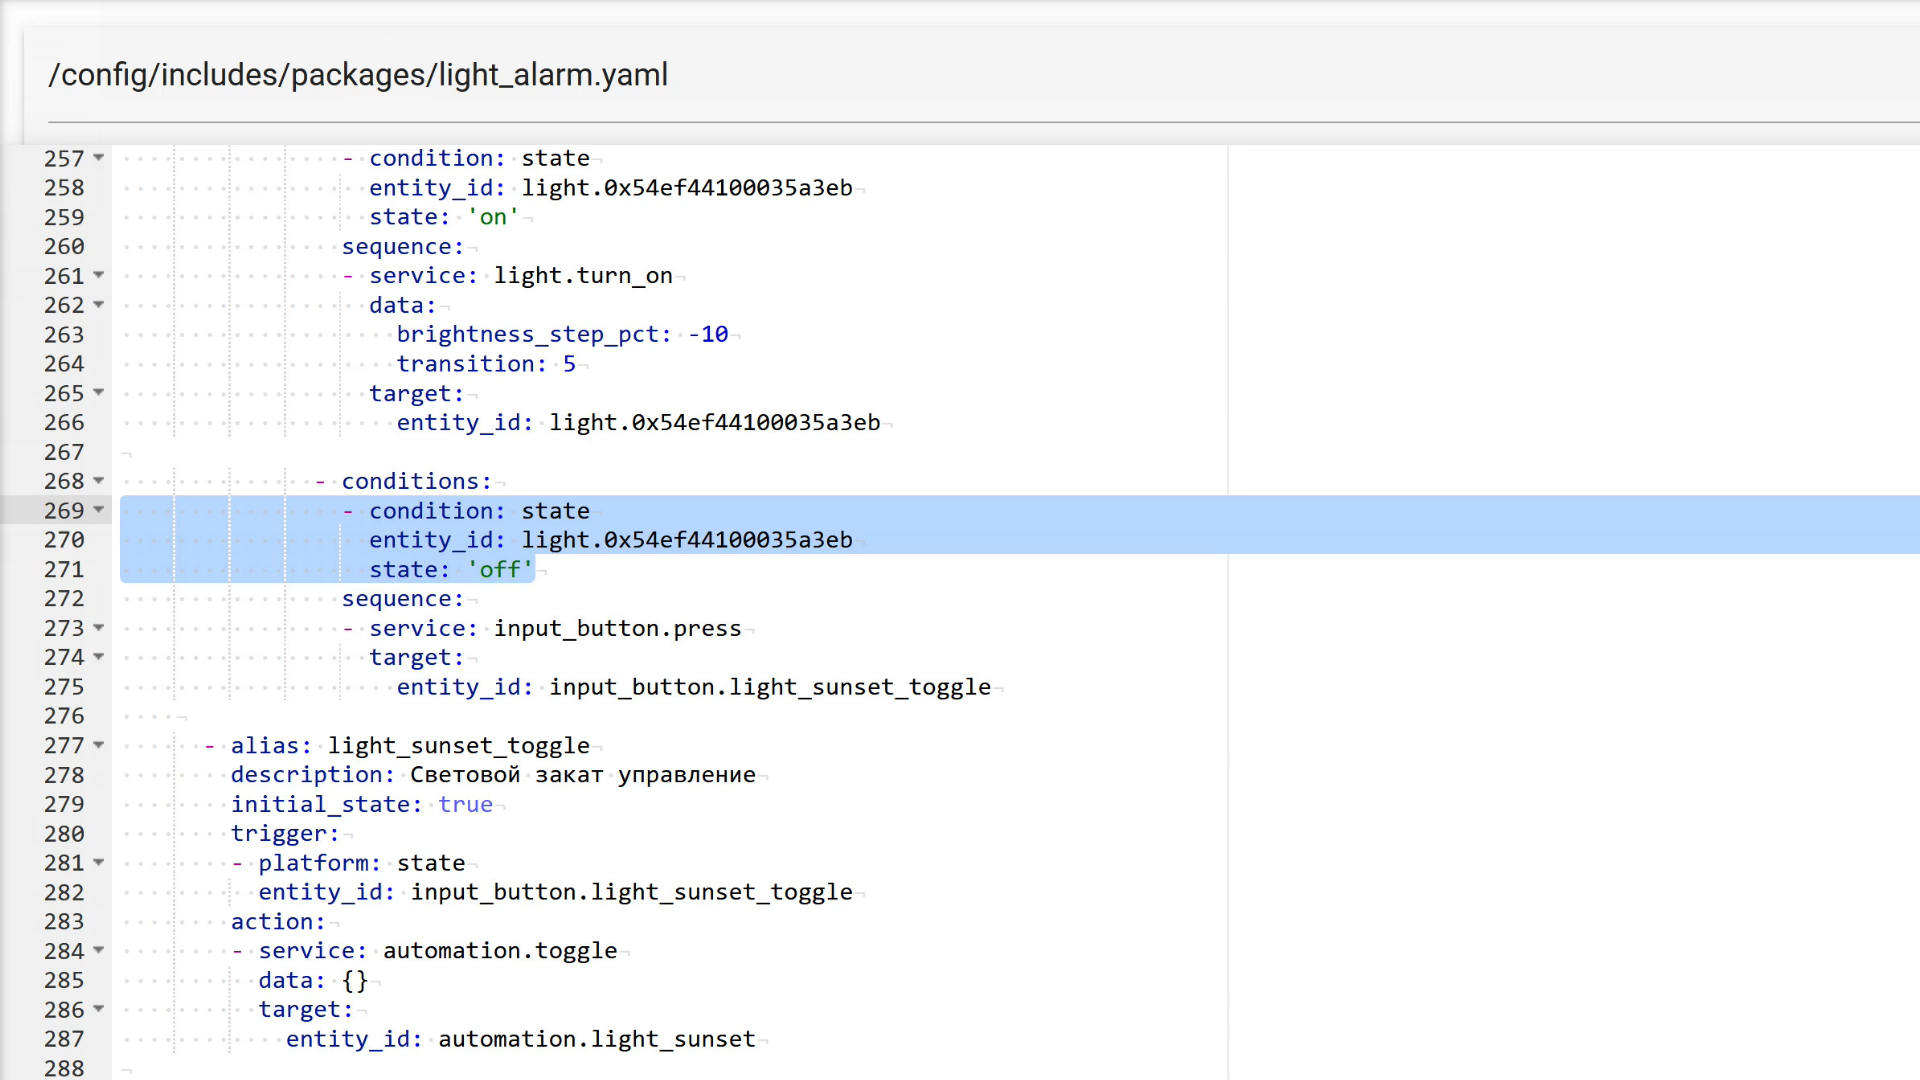 /config/includes/packages/light_alarm.yaml
257 - condition: state
258 entity_id: light.0x54ef44100035a3eb
259 state: 'on'
260 sequence:
261 - service: light.turn_on
262 data:
263 brightness_step_pct: -10
264 transition: 5
265 target:
266 entity_id: light.0x54ef44100035a3eb
267
268 - conditions:
269 - condition: state
270 entity_id: light.0x54ef44100035a3eb
271 state: 'off'
272 sequence:
273 - service: input_button.press
274 target:
275 entity_id: input_button.light_sunset_toggle
276
277 - alias: light_sunset_toggle
278 description: Световой закат управление
279 initial_state: true
280 trigger:
281 - platform: state
282 entity_id: input_button.light_sunset_toggle
283 action:
284 - service: automation.toggle
285 data: {}
286 target:
287 entity_id: automation.light_sunset
288